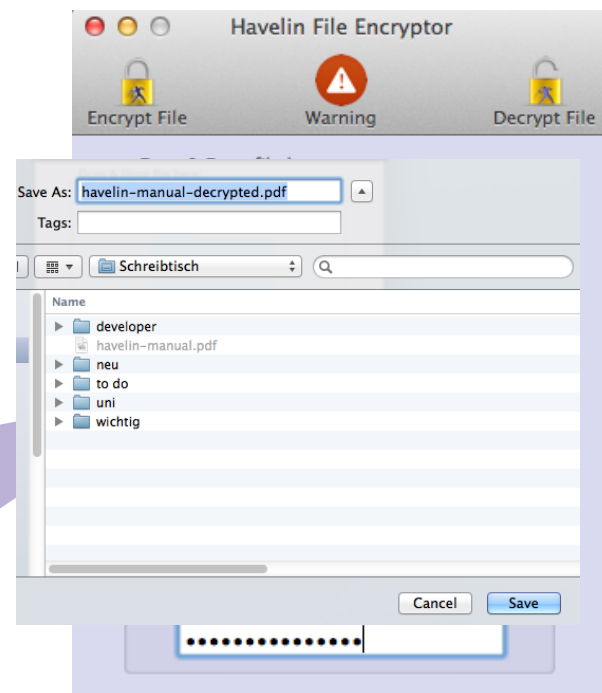 Havelin File Encryptor
Encrypt File
Warning
Decrypt File
Save As: havelin-manual-decrypted.pdf
Tags:
Schreibtisch
Name
developer
havelin-manual.pdf
neu
to do
uni
wichtig
Cancel
Save
•••••••••••••••